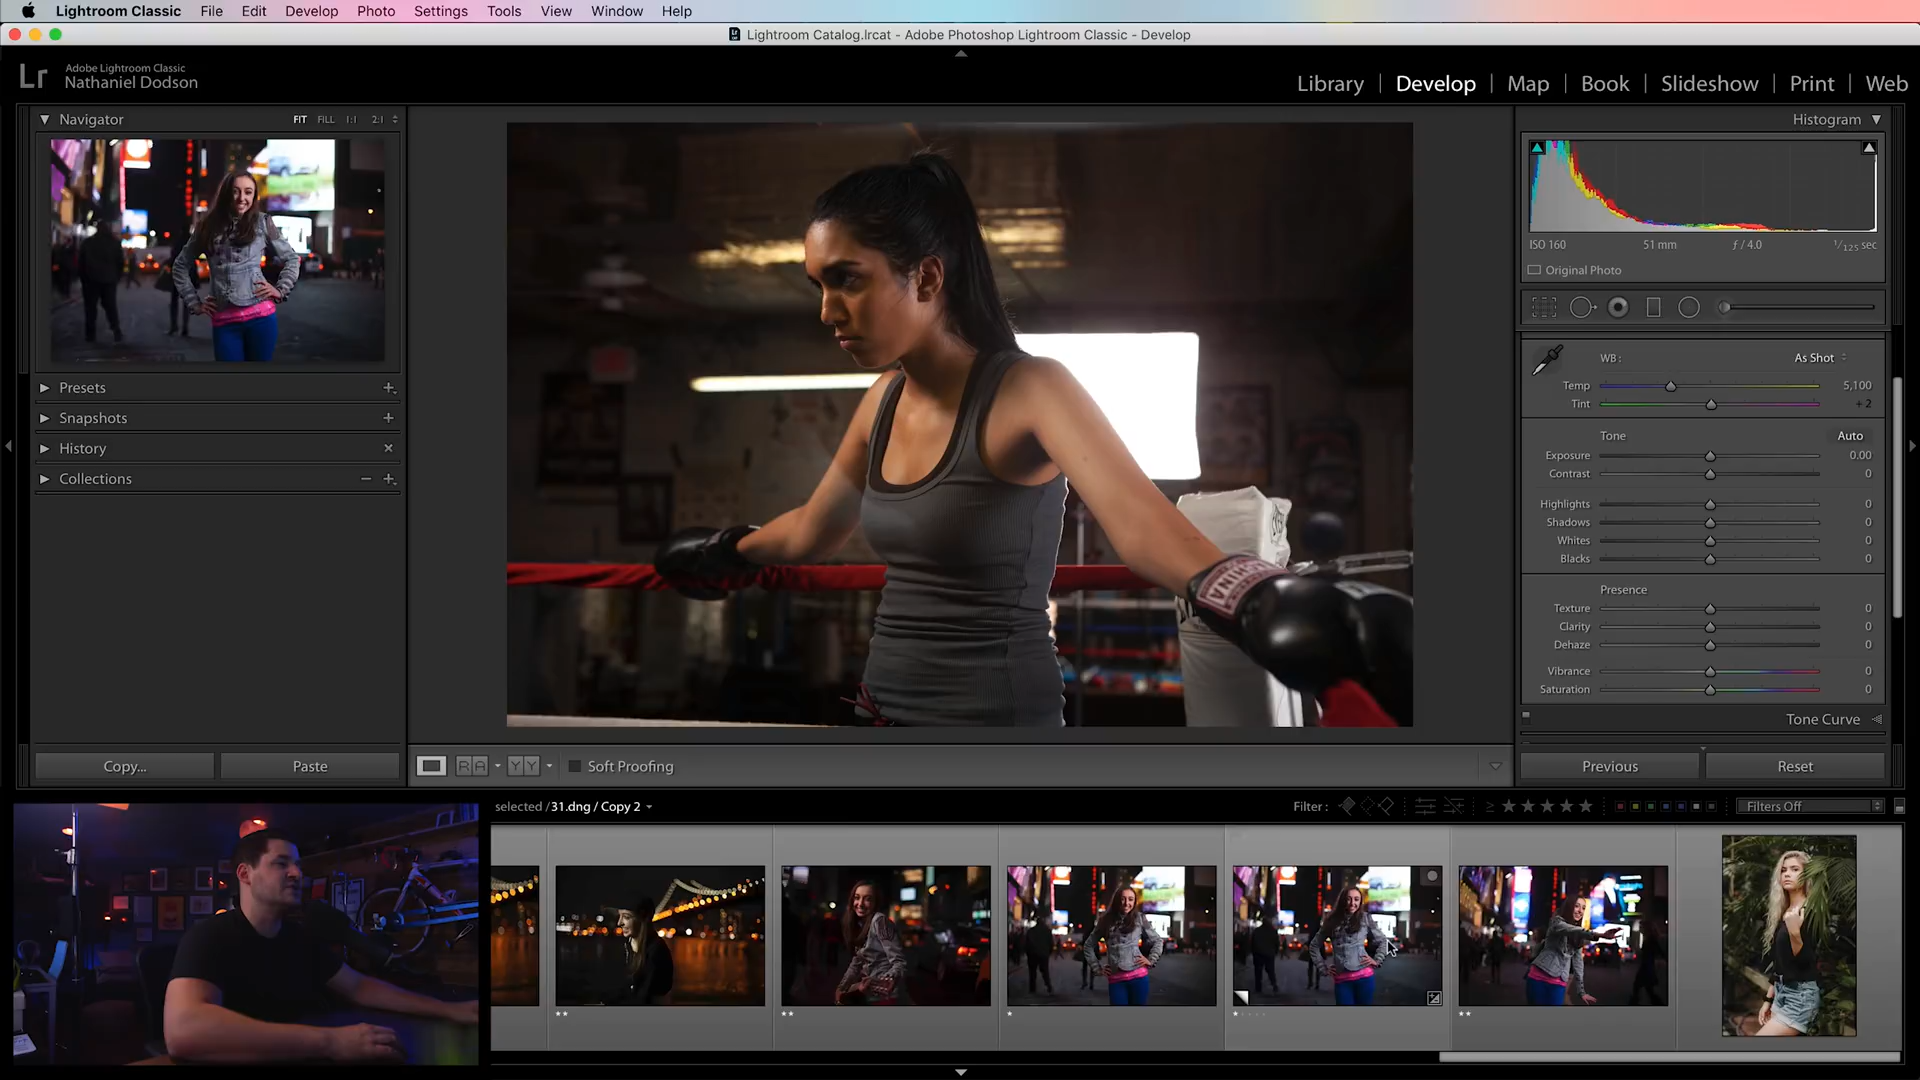 Lightroom Classic File Edit Develop Photo Settings Tools View Window Help
Lightroom Catalog.lrcat - Adobe Photoshop Lightroom Classic - Develop
Lr
Adobe Lightroom Classic
Nathaniel Dodson
Library | Develop | Map | Book | Slideshow | Print | Web
Navigator FIT FILL 1:1 2:1
Presets
Snapshots
History
Collections
Copy... Paste
Histogram
ISO 160 51 mm ƒ / 4.0 1/125 sec
Original Photo
WB: As Shot
Temp 5,100
Tint + 2
Tone Auto
Exposure 0.00
Contrast 0
Highlights 0
Shadows 0
Whites 0
Blacks 0
Presence
Texture 0
Clarity 0
Dehaze 0
Vibrance 0
Saturation 0
Tone Curve
Previous Reset
RA YY Soft Proofing
selected / 31.dng / Copy 2
Filter: Filters Off